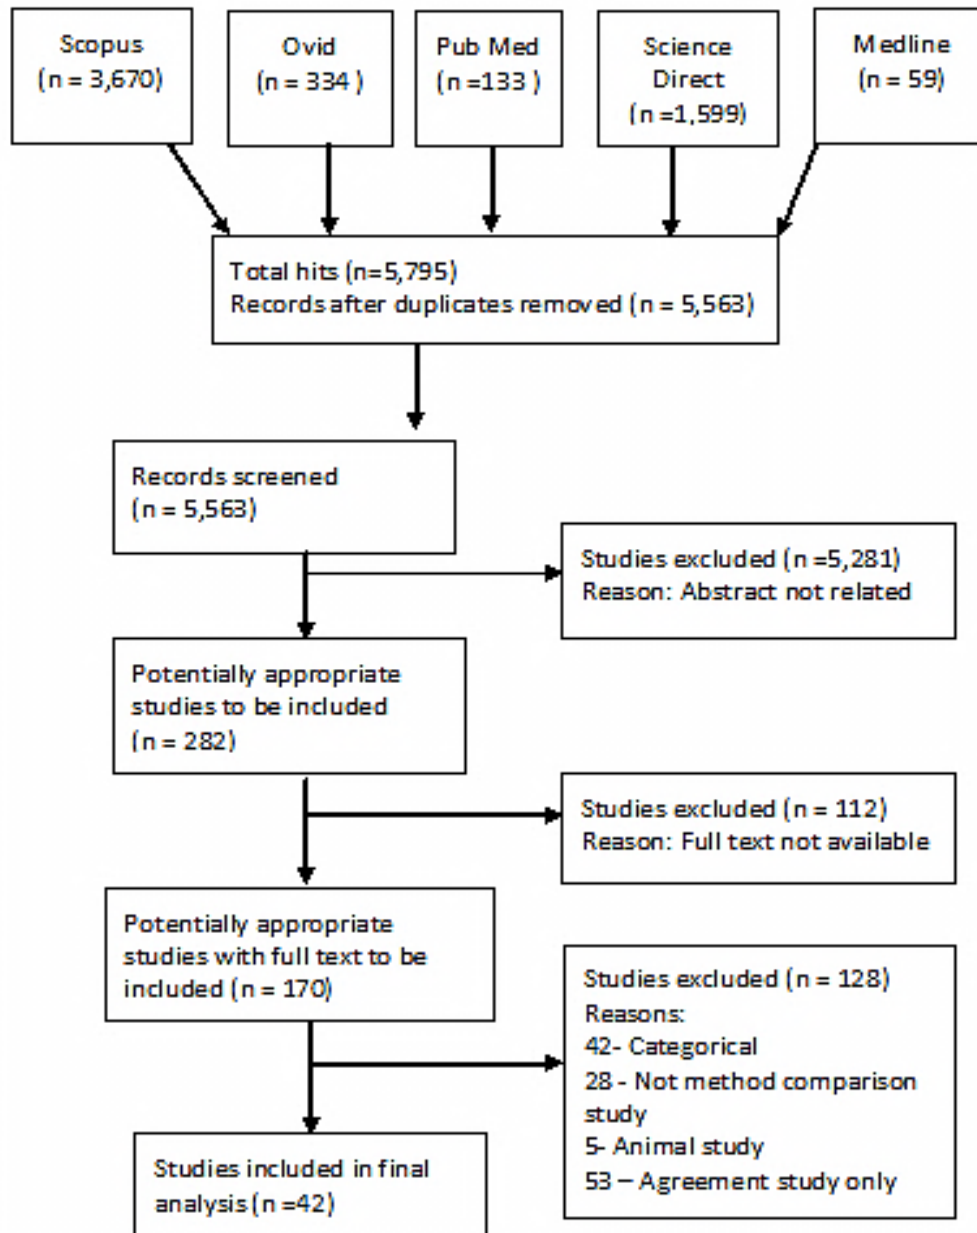 Scopus
(n = 3,670)
Ovid
(n = 334 )
Pub Med
(n =133 )
Science
Direct
(n =1,599)
Medline
(n = 59)
Total hits (n=5,795)
Records after duplicates removed (n = 5,563)
Records screened
(n = 5,563)
Studies excluded (n =5,281)
Reason: Abstract not related
Potentially appropriate
studies to be included
(n = 282)
Studies excluded (n = 112)
Reason: Full text not available
Potentially appropriate
studies with full text to be
included (n = 170)
Studies excluded (n = 128)
Reasons:
42- Categorical
28 - Not method comparison
study
5- Animal study
53 – Agreement study only
Studies included in final
analysis (n =42)